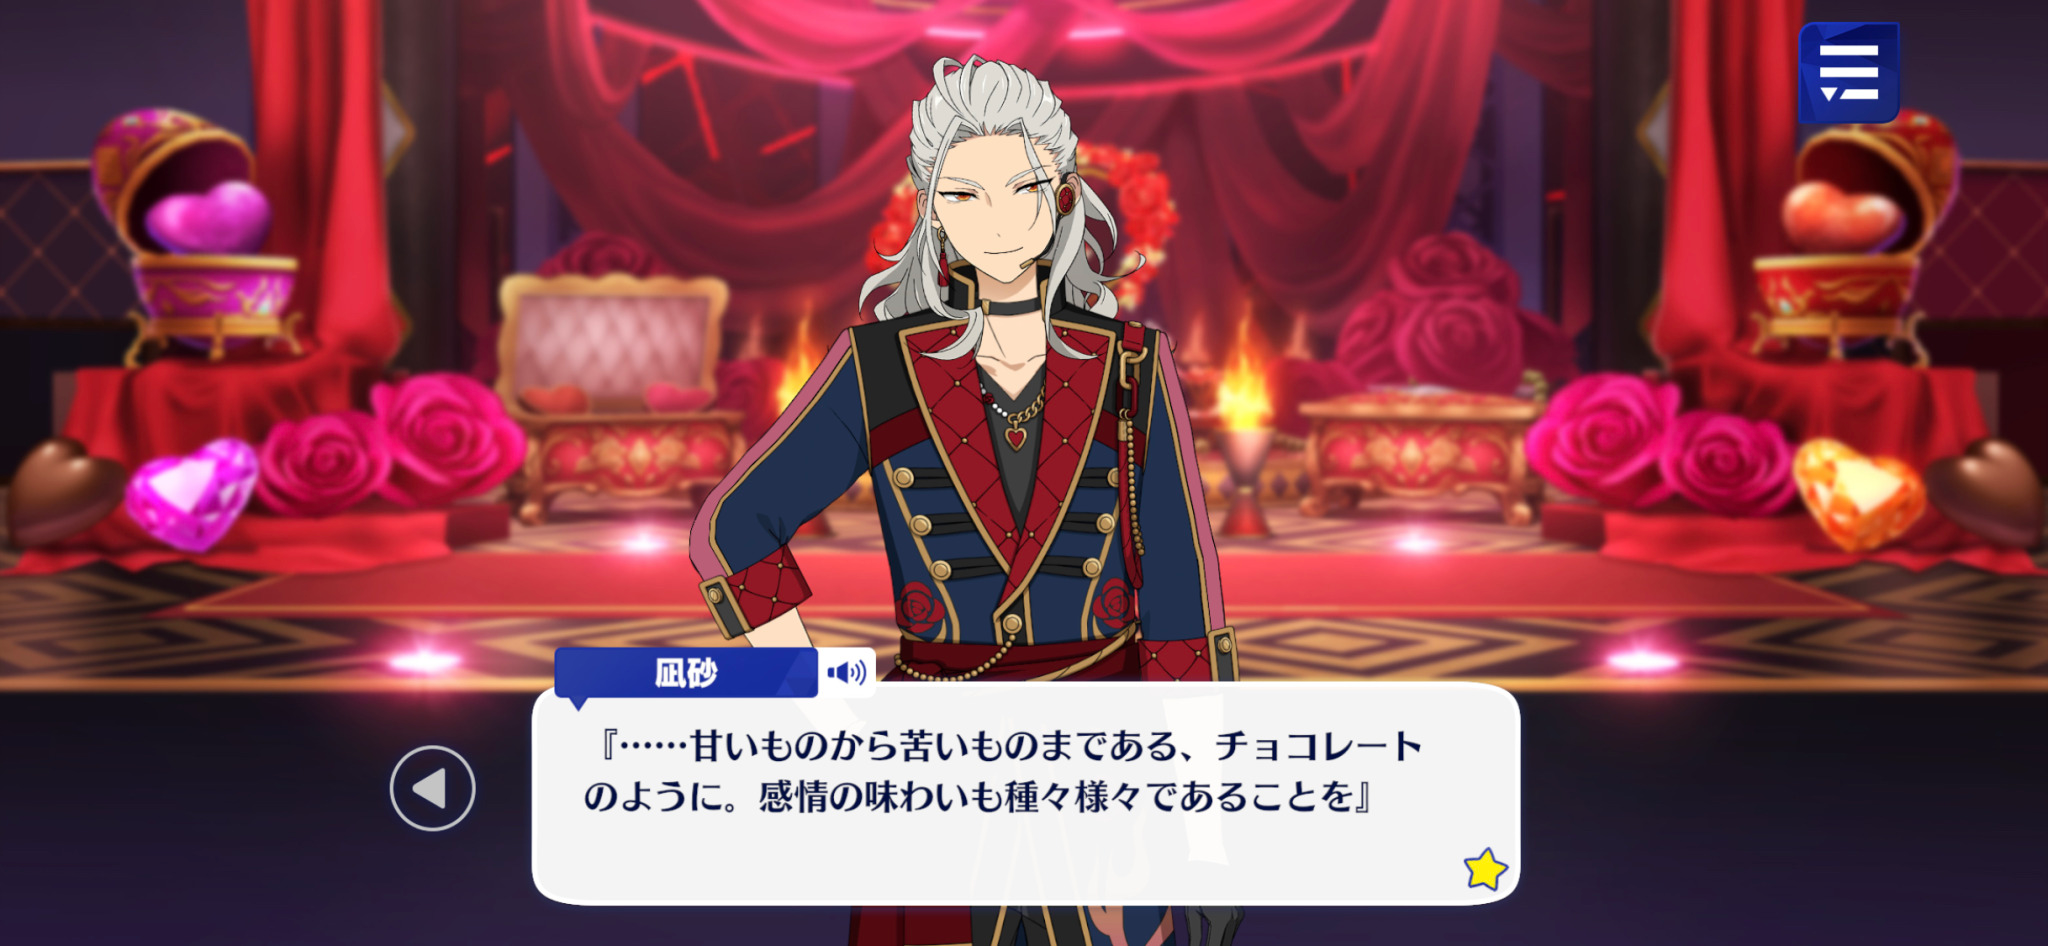 凪砂
『……甘いものから苦いものまである、チョコレート
のように。感情の味わいも種々様々であることを』